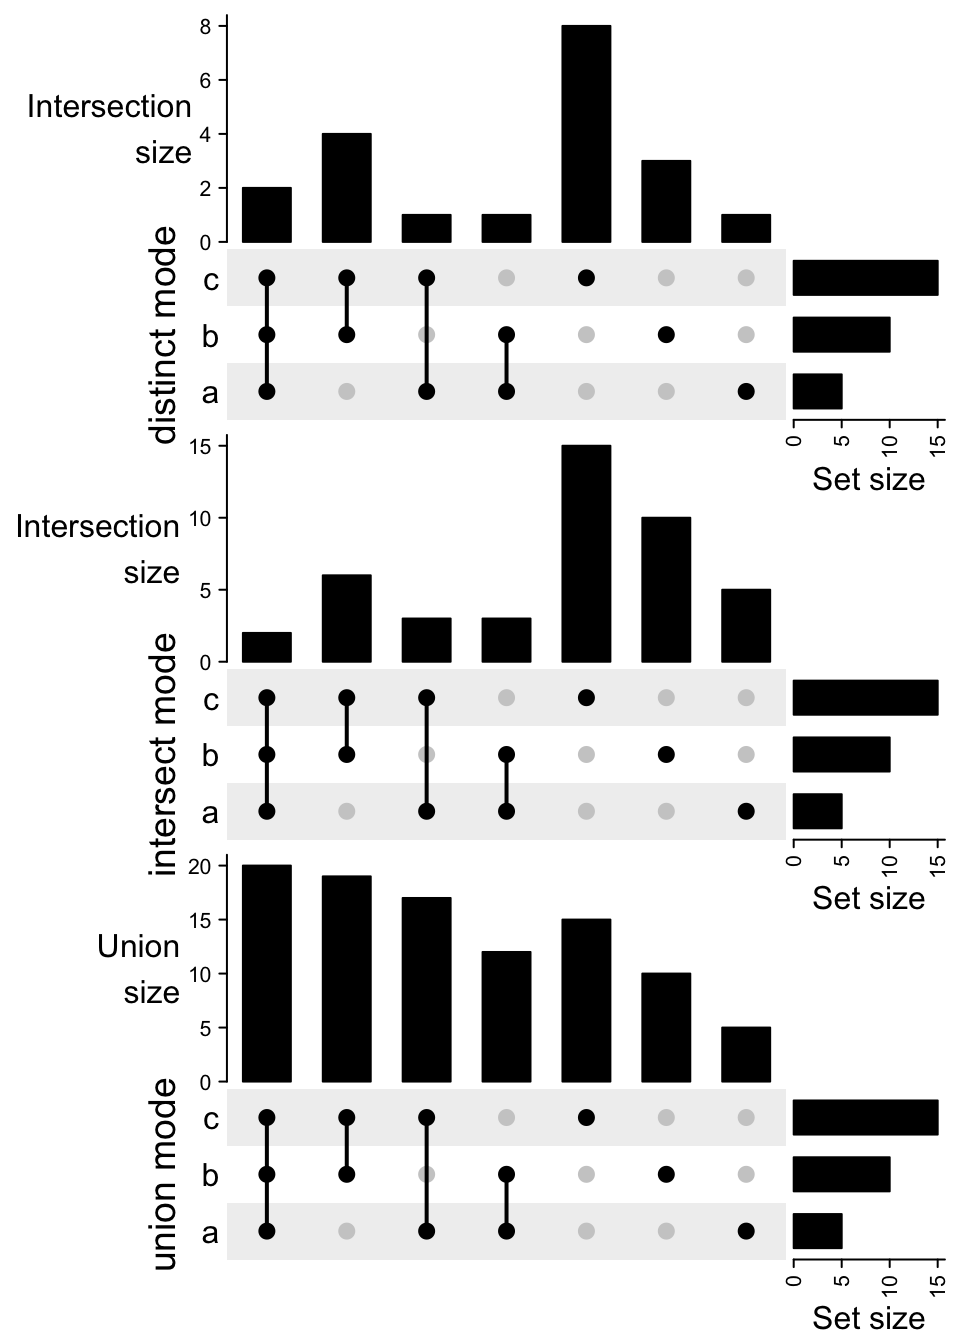 8
6
4
2
0
Intersection
size
distinct mode
c
b
a
0 5 10 15
Set size
15
10
5
0
Intersection
size
intersect mode
c
b
a
0 5 10 15
Set size
20
15
10
5
0
Union
size
union mode
c
b
a
0 5 10 15
Set size